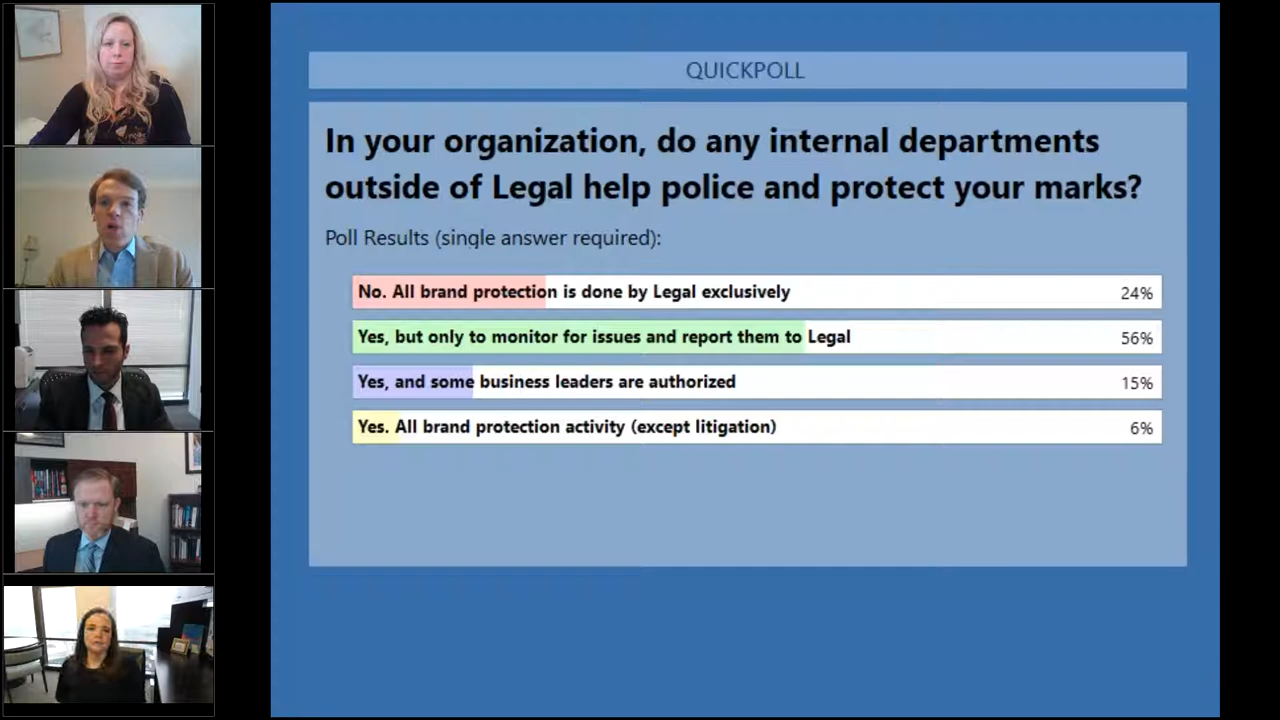 QUICKPOLL
In your organization, do any internal departments
outside of Legal help police and protect your marks?
Poll Results (single answer required):
No. All brand protection is done by Legal exclusively 24%
Yes, but only to monitor for issues and report them to Legal 56%
Yes, and some business leaders are authorized 15%
Yes. All brand protection activity (except litigation) 6%